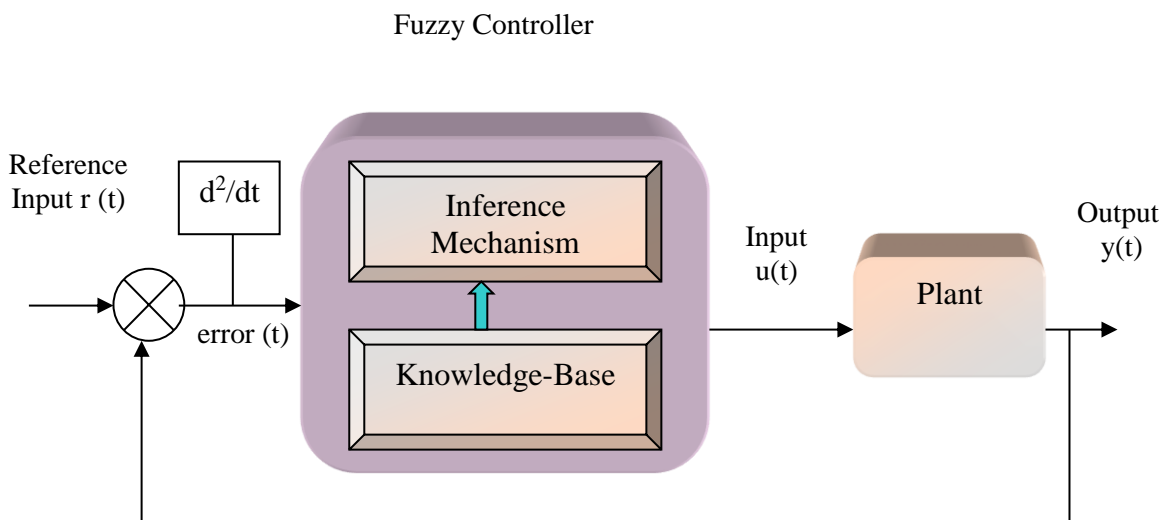 Fuzzy Controller
Reference
Input r (t)
d²/dt
error (t)
Inference
Mechanism
Knowledge-Base
Input
u(t)
Plant
Output
y(t)